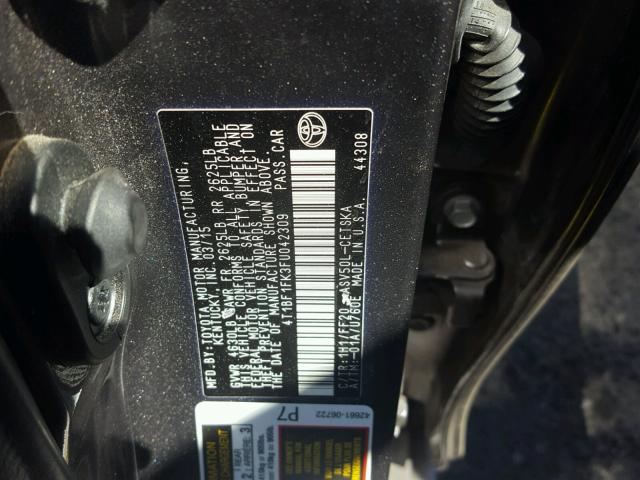 MFD.BY:TOYOTA MOTOR MANUFACTURING,
KENTUCKY, INC. 03/15
GVWR 4630LB GAWR FR 2625LB RR 2625LB
THIS VEHICLE CONFORMS TO ALL APPLICABLE
FEDERAL MOTOR VEHICLE SAFETY, BUMPER, AND
THEFT PREVENTION STANDARDS IN EFFECT ON
THE DATE OF MANUFACTURE SHOWN ABOVE.
4T1BF1FK3FU042309 PASS. CAR
C/TR:1H1/FF20 ASV50L-CETSKA
A/TM:-01A/U760E MADE IN U.S.A. 44308
P7
42661-06722